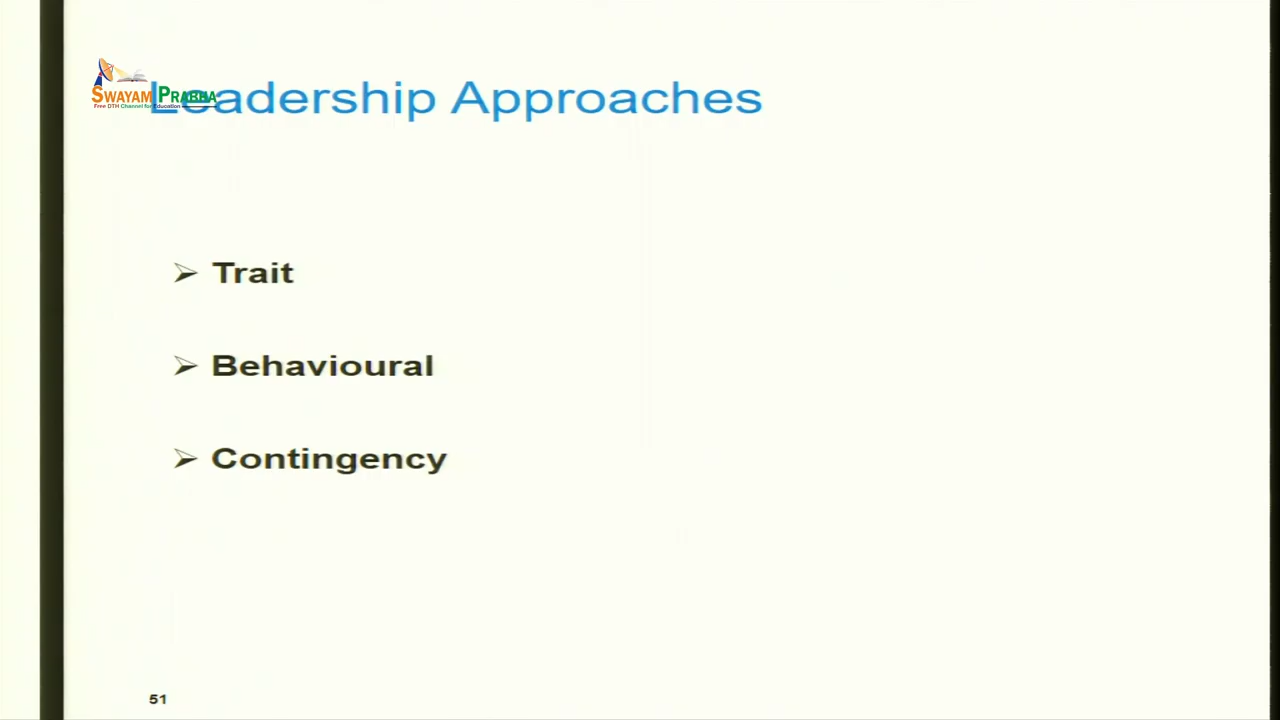 SWAYAM PRABHA
Free DTH Channel for Education
Leadership Approaches
➢ Trait
➢ Behavioural
➢ Contingency
51